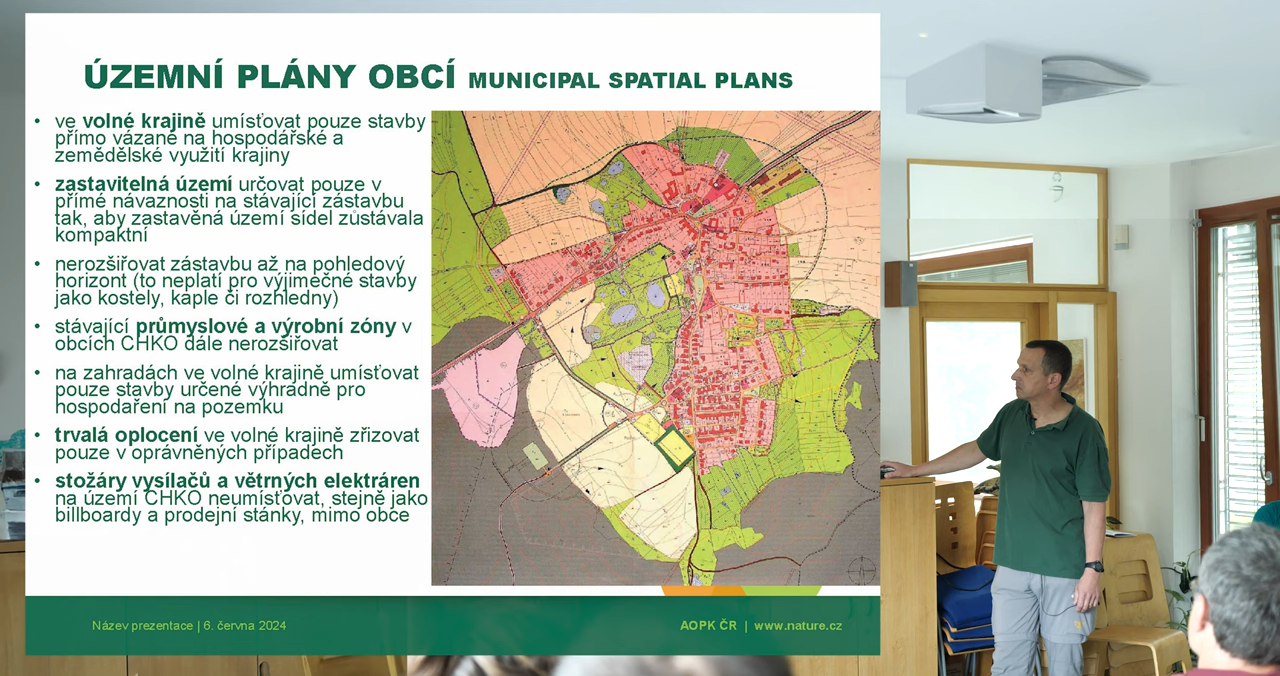 ÚZEMNÍ PLÁNY OBCÍ MUNICIPAL SPATIAL PLANS
• ve volné krajině umísťovat pouze stavby
přímo vázané na hospodářské a
zemědělské využití krajiny
• zastavitelná území určovat pouze v
přímé návaznosti na stávající zástavbu
tak, aby zastavěná území sídel zůstávala
kompaktní
• nerozšiřovat zástavbu až na pohledový
horizont (to neplatí pro výjimečné stavby
jako kostely, kaple či rozhledny)
• stávající průmyslové a výrobní zóny v
obcích CHKO dále nerozšiřovat
• na zahradách ve volné krajině umísťovat
pouze stavby určené výhradně pro
hospodaření na pozemku
• trvalá oplocení ve volné krajině zřizovat
pouze v oprávněných případech
• stožáry vysílačů a větrných elektráren
na území CHKO neumísťovat, stejně jako
billboardy a prodejní stánky, mimo obce
Název prezentace | 6. června 2024
AOPK ČR | www.nature.cz